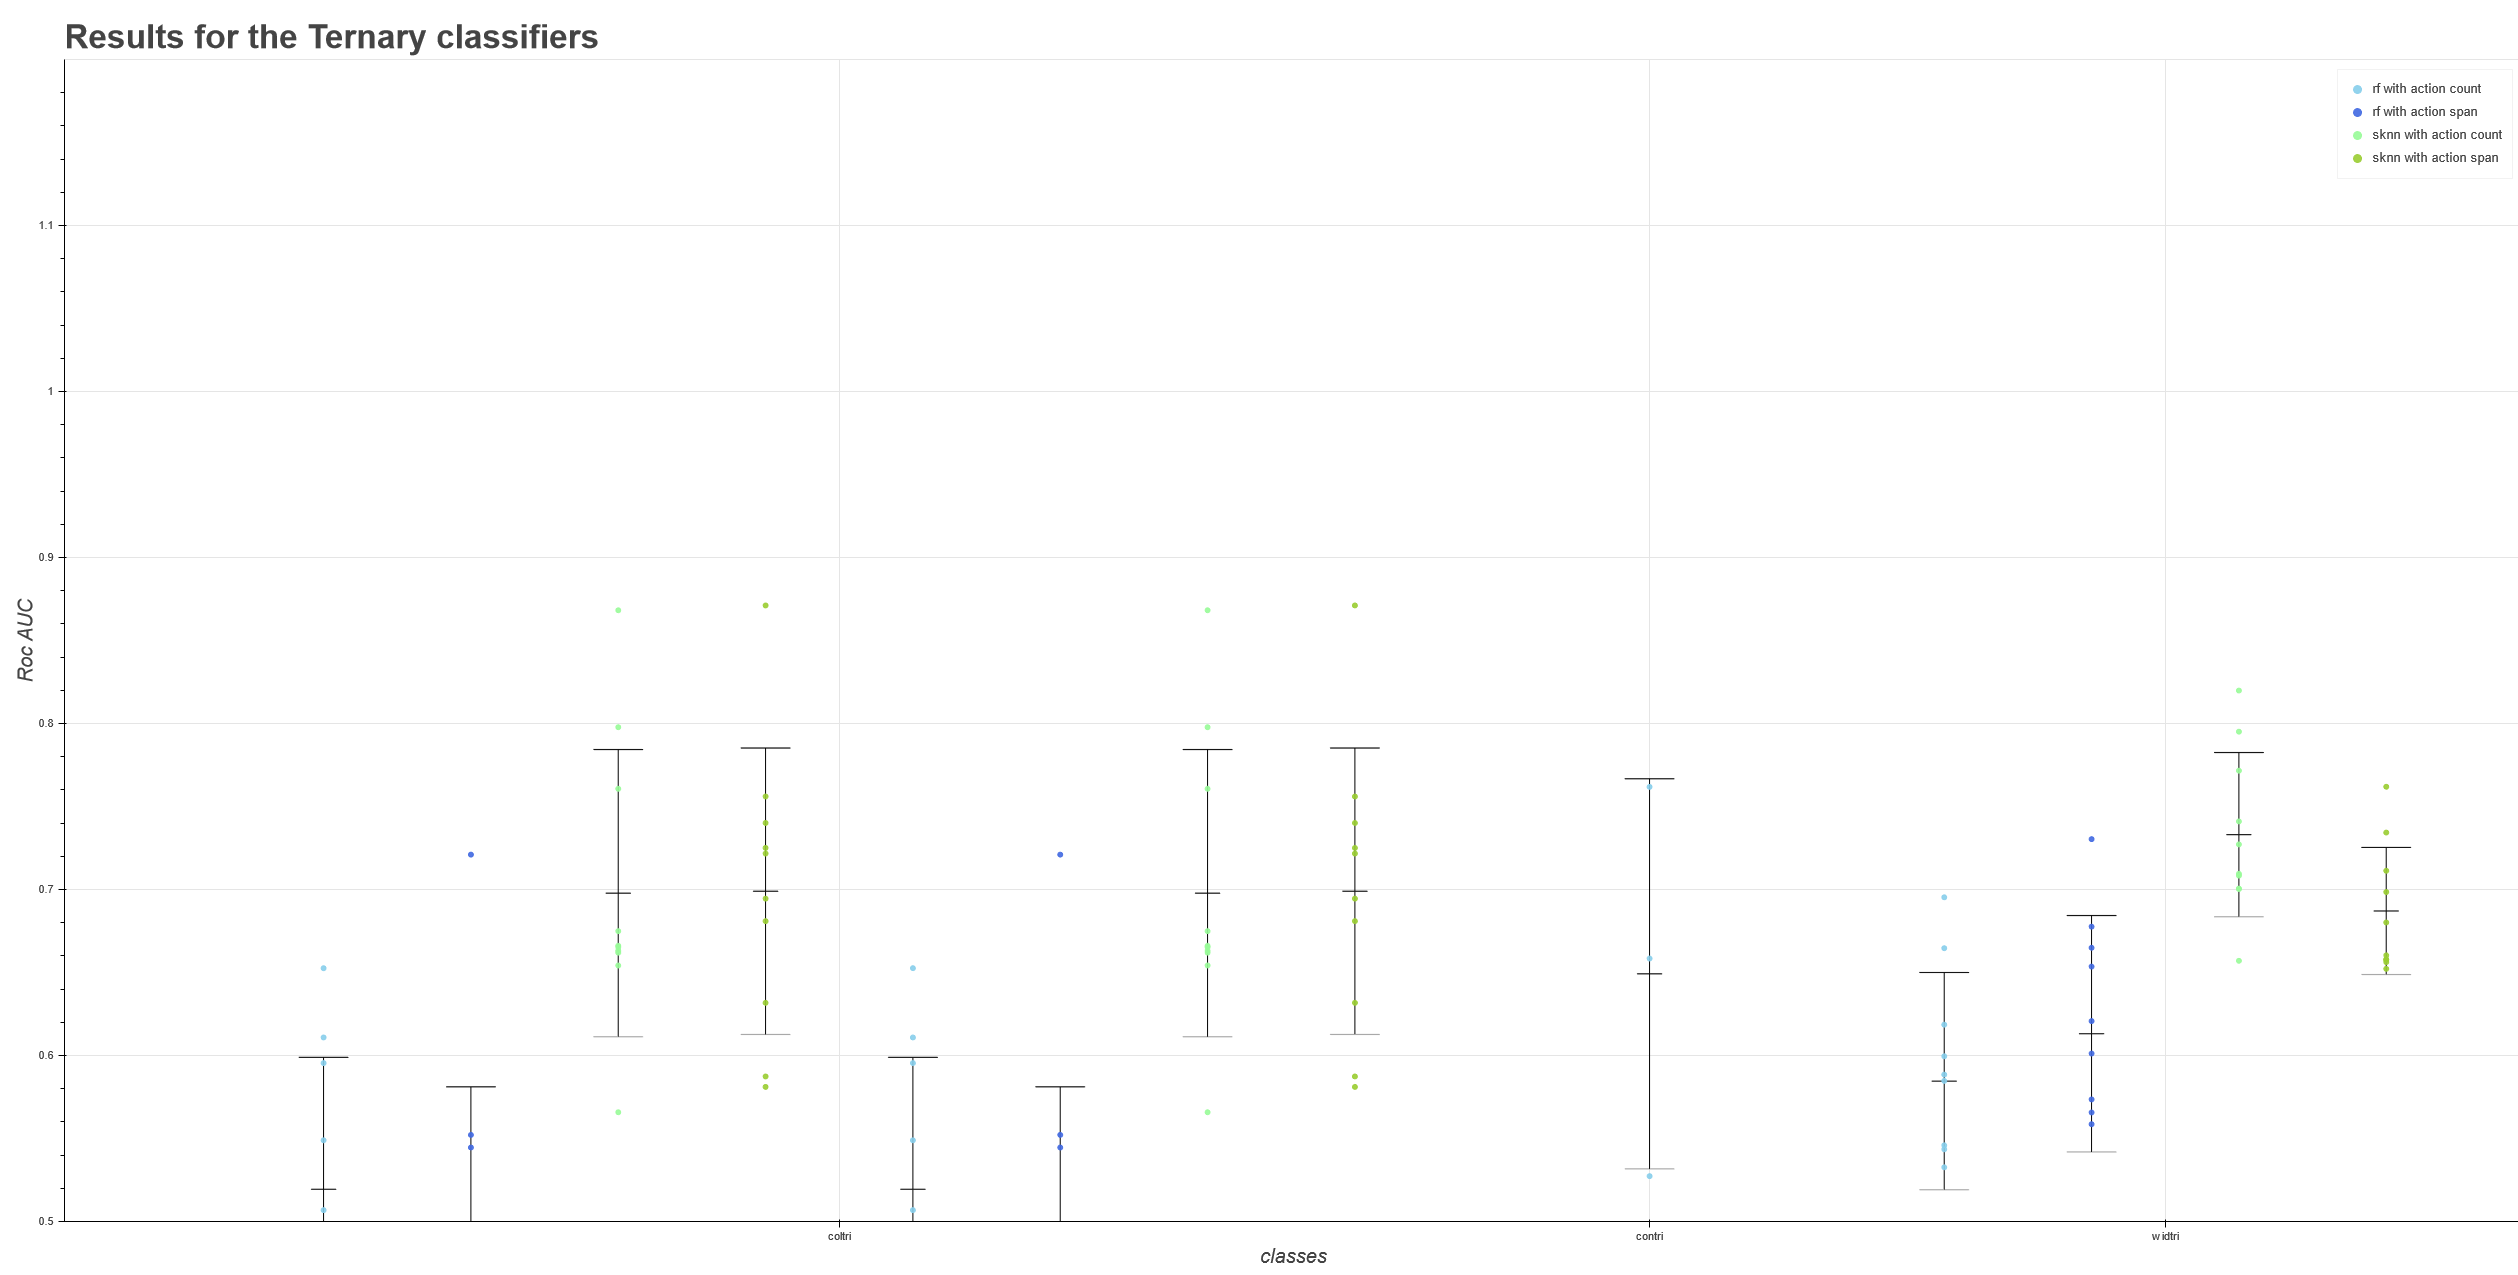 Results for the Ternary classifiers
rf with action count
rf with action span
sknn with action count
sknn with action span
1.1
1
0.9
0.8
0.7
0.6
0.5
Roc AUC
coltri
contri
widtri
classes